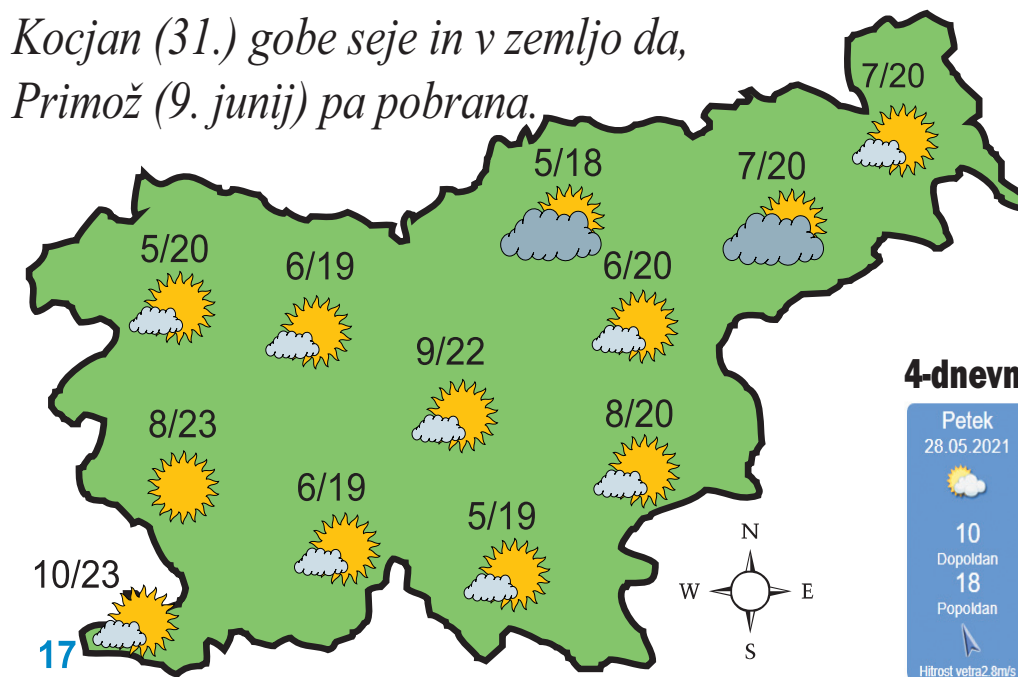 Kocjan (31.) gobe seje in v zemljo da,
Primož (9. junij) pa pobrana.
7/20
5/18
7/20
5/20
6/19
6/20
9/22
8/23
8/20
6/19
5/19
10/23
17
N
W
E
S
4-dnevn
Petek
28.05.2021
10
Dopoldan
18
Popoldan
Hitrost vetra2.8m/s